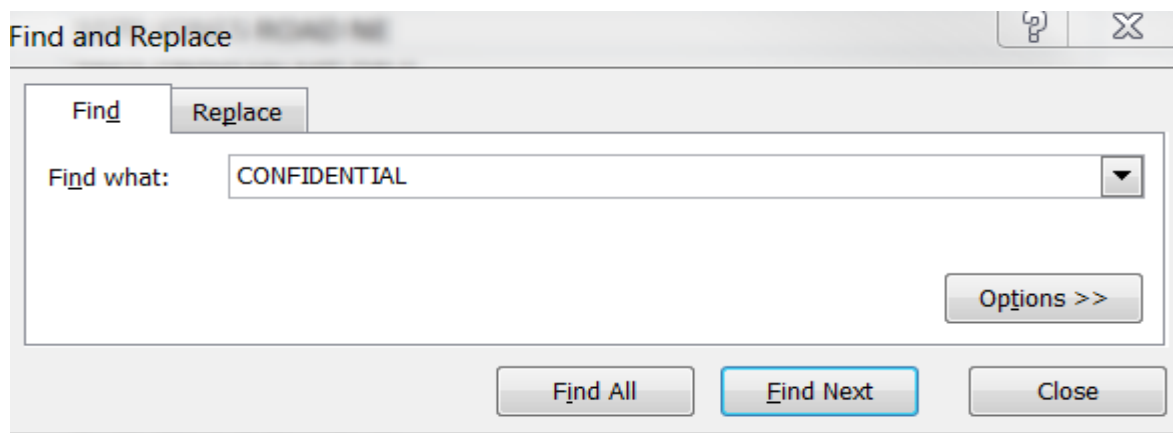 Find and Replace
Find Replace
Find what: CONFIDENTIAL
Options >>
Find All Find Next Close